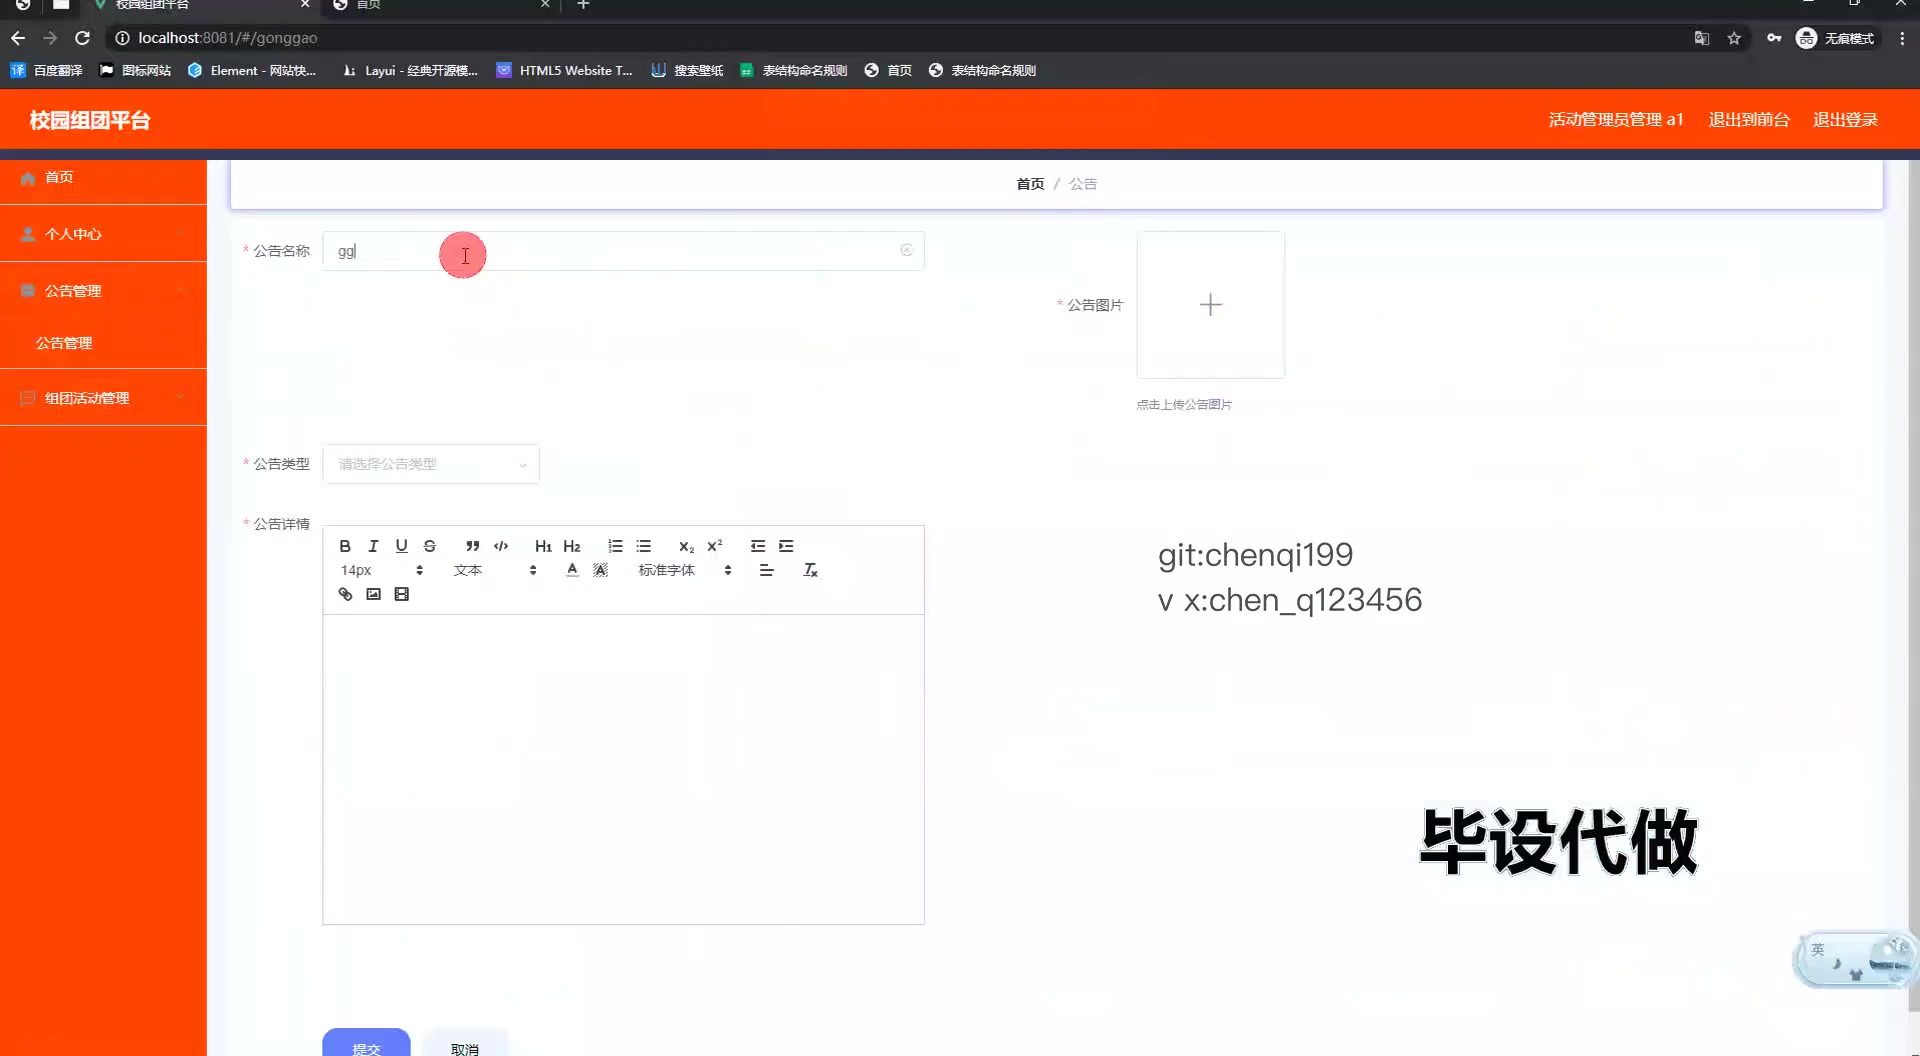 校园组团平台
首页
localhost:8081/#/gonggao
无痕模式
百度翻译
图标网站
Element - 网站快...
Layui - 经典开源模...
HTML5 Website T...
搜索壁纸
表结构命名规则
首页
表结构命名规则
校园组团平台
活动管理员管理 a1
退出到前台
退出登录
首页
个人中心
公告管理
公告管理
组团活动管理
首页 / 公告
* 公告名称
gg
* 公告图片
点击上传公告图片
* 公告类型
请选择公告类型
* 公告详情
B I U S H1 H2 X2 X2
14px 文本 A A 标准字体 Tx
git:chenqi199
v x:chen_q123456
毕设代做
英
提交
取消